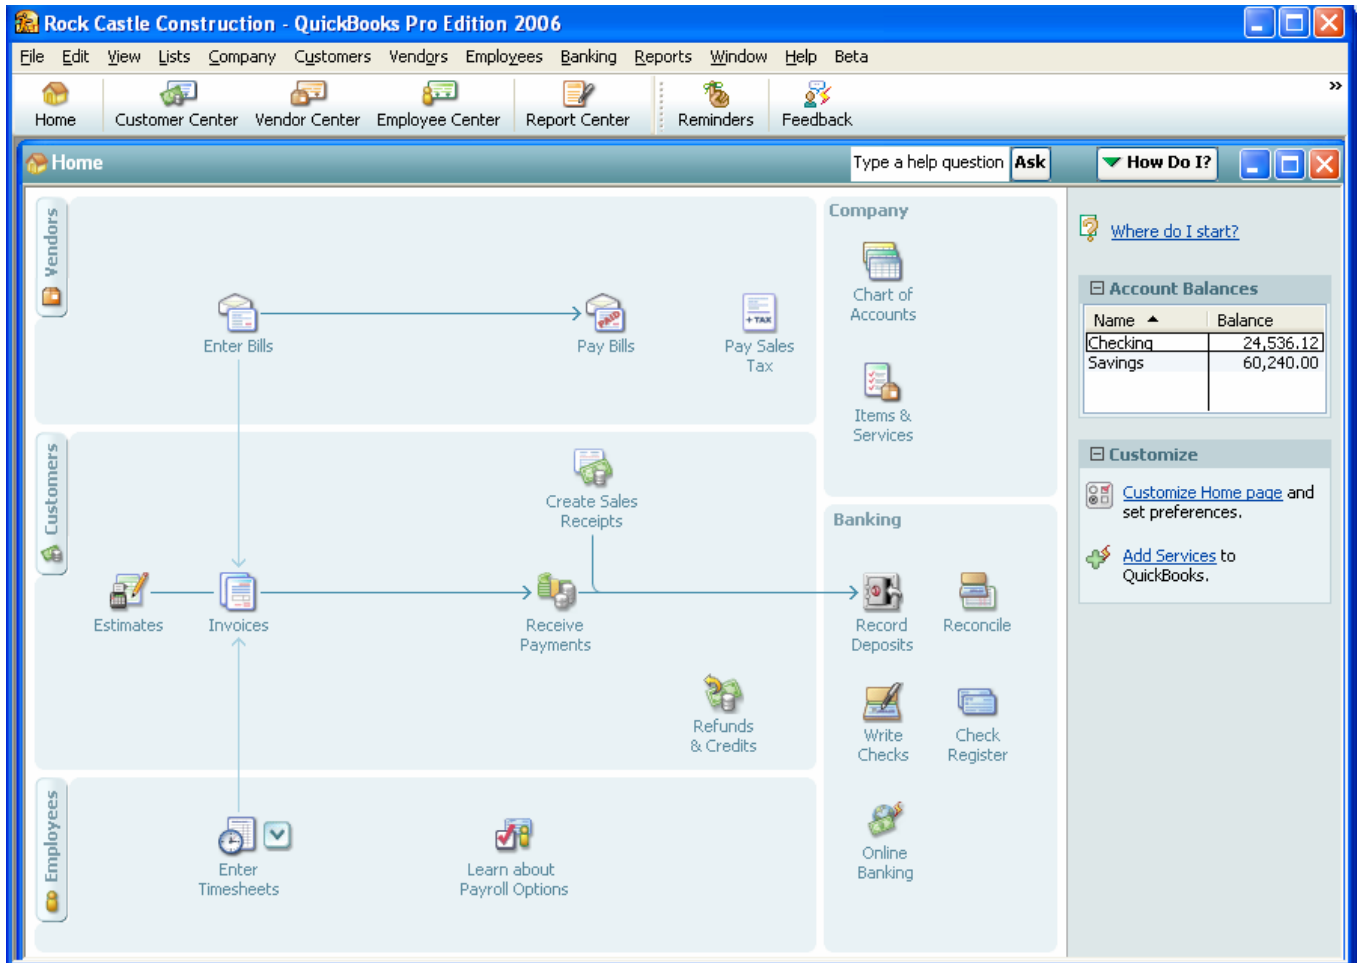 Rock Castle Construction - QuickBooks Pro Edition 2006
File Edit View Lists Company Customers Vendors Employees Banking Reports Window Help Beta
Home Customer Center Vendor Center Employee Center Report Center Reminders Feedback
Home Type a help question Ask How Do I?
Vendors
Enter Bills
Pay Bills
Pay Sales
Tax
+ TAX
PAID
Customers
Create Sales
Receipts
Estimates
Invoices
Receive
Payments
Refunds
& Credits
Employees
Enter
Timesheets
Learn about
Payroll Options
Company
Chart of
Accounts
Items &
Services
Banking
Record
Deposits
Reconcile
Write
Checks
Check
Register
Online
Banking
Where do I start?
Account Balances
Name Balance
Checking 24,536.12
Savings 60,240.00
Customize
Customize Home page and
set preferences.
Add Services to
QuickBooks.